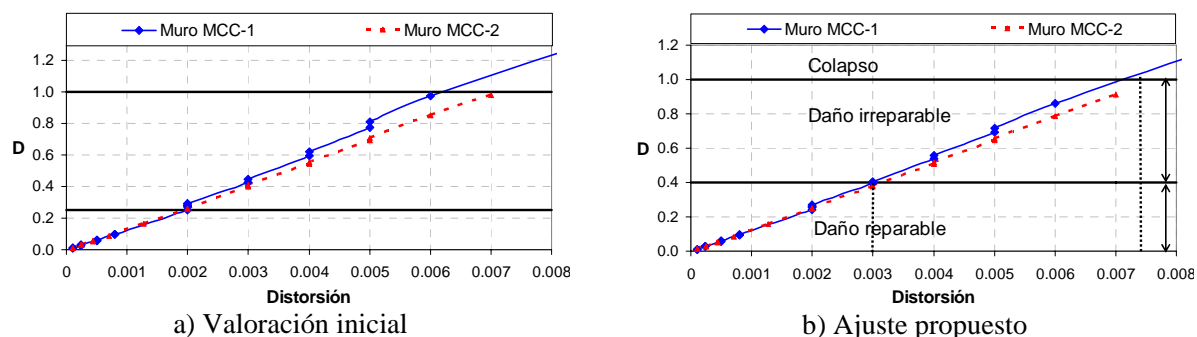 Muro MCC-1 Muro MCC-2
1.2
1.0
0.8
D
0.6
0.4
0.2
0.0
0 0.001 0.002 0.003 0.004 0.005 0.006 0.007 0.008
Distorsión
a) Valoración inicial
Muro MCC-1 Muro MCC-2
1.2
Colapso
1.0
0.8
Daño irreparable
D
0.6
0.4
0.2
Daño reparable
0.0
0 0.001 0.002 0.003 0.004 0.005 0.006 0.007 0.008
Distorsión
b) Ajuste propuesto